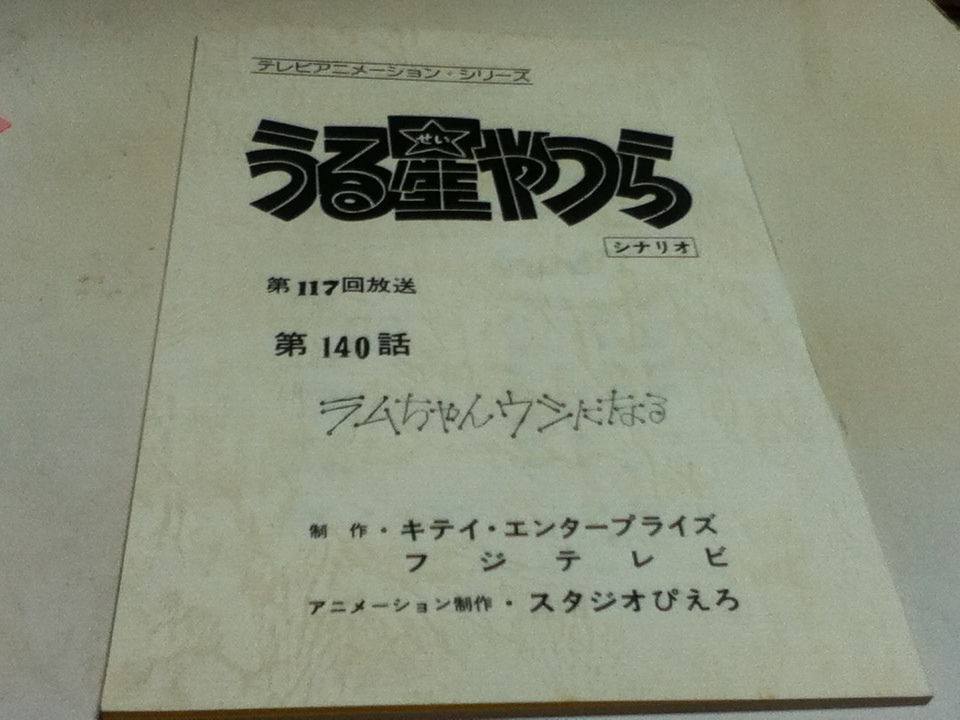 テレビアニメーション・シリーズ
うる星やつら
せい
シナリオ
第117回放送
第140話
ラムちゃんウシになる
制作・キティ・エンタープライズ
フジテレビ
アニメーション制作・スタジオぴえろ